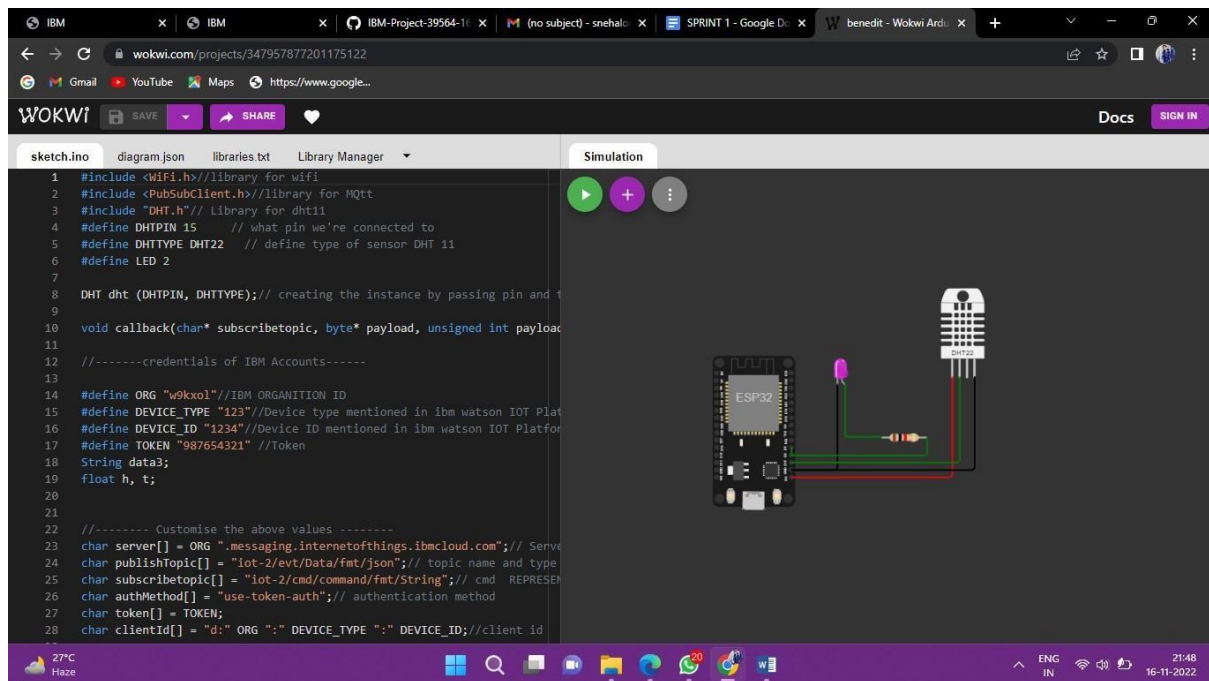 IBM
IBM
IBM-Project-39564-16
(no subject) - snehalo
SPRINT 1 - Google Do
benedit - Wokwi Ardu
wokwi.com/projects/347957877201175122
Gmail YouTube Maps https://www.google...
WOKWI SAVE SHARE Docs SIGN IN
sketch.ino diagram.json libraries.txt Library Manager Simulation
1 #include <WiFi.h>//library for wifi
2 #include <PubSubClient.h>//library for MQtt
3 #include "DHT.h"// Library for dht11
4 #define DHTPIN 15 // what pin we're connected to
5 #define DHTTYPE DHT22 // define type of sensor DHT 11
6 #define LED 2
7
8 DHT dht (DHTPIN, DHTTYPE);// creating the instance by passing pin and t
9
10 void callback(char* subscribetopic, byte* payload, unsigned int payload
11
12 //-------credentials of IBM Accounts------
13
14 #define ORG "w9kxol"//IBM ORGANITION ID
15 #define DEVICE_TYPE "123"//Device type mentioned in ibm watson IOT Plat
16 #define DEVICE_ID "1234"//Device ID mentioned in ibm watson IOT Platfor
17 #define TOKEN "987654321" //Token
18 String data3;
19 float h, t;
20
21
22 //-------- Customise the above values --------
23 char server[] = ORG ".messaging.internetofthings.ibmcloud.com";// Serve
24 char publishTopic[] = "iot-2/evt/Data/fmt/json";// topic name and type
25 char subscribetopic[] = "iot-2/cmd/command/fmt/String";// cmd REPRESEN
26 char authMethod[] = "use-token-auth";// authentication method
27 char token[] = TOKEN;
28 char clientId[] = "d:" ORG ":" DEVICE_TYPE ":" DEVICE_ID;//client id
DHT22
ESP32
27°C
Haze
20
ENG
IN
21:48
16-11-2022